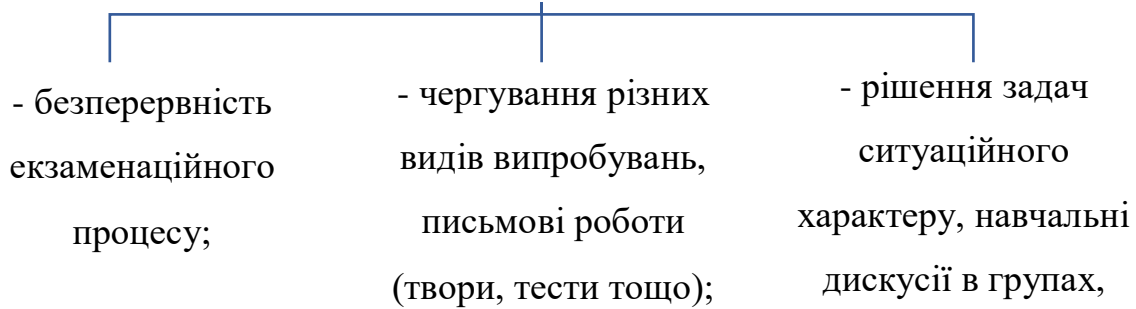 - безперервність
екзаменаційного
процесу;
- чергування різних
видів випробувань,
письмові роботи
(твори, тести тощо);
- рішення задач
ситуаційного
характеру, навчальні
дискусії в групах,